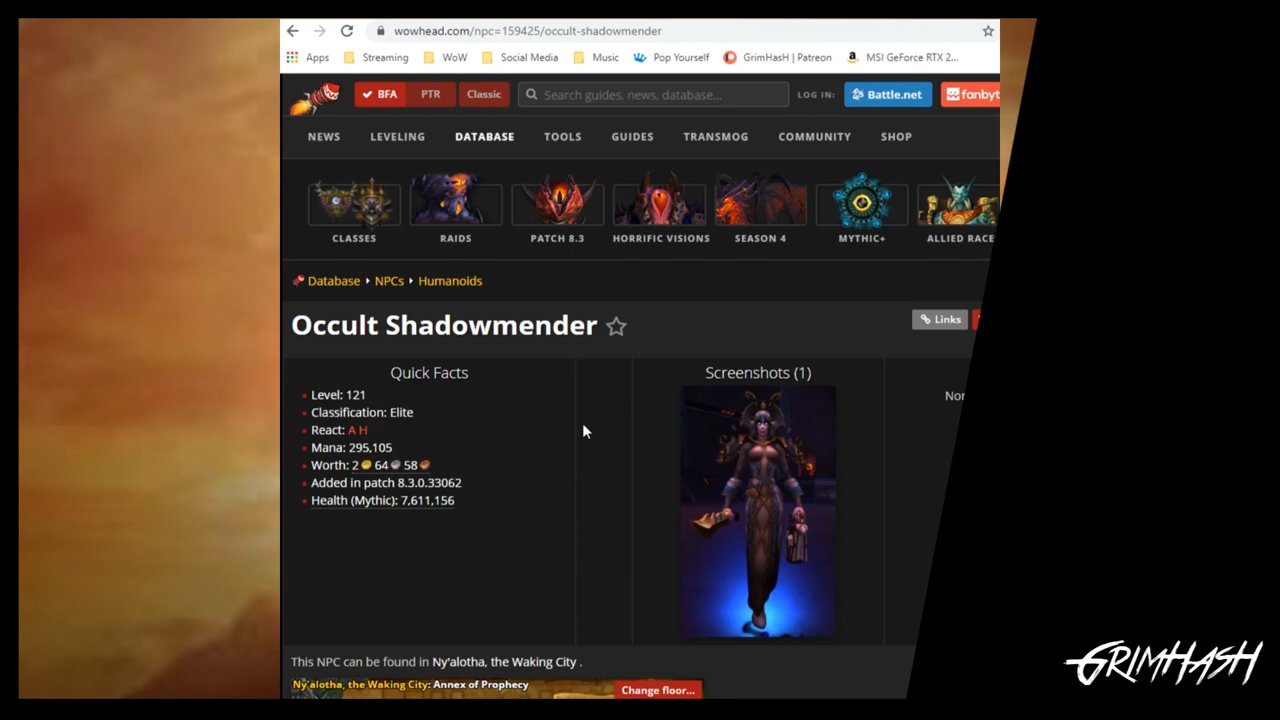 wowhead.com/npc=159425/occult-shadowmender
Apps Streaming WoW Social Media Music Pop Yourself GrimHasH | Patreon MSI GeForce RTX 2...
BFA PTR Classic Search guides, news, database... LOG IN: Battle.net fanbyt
NEWS LEVELING DATABASE TOOLS GUIDES TRANSMOG COMMUNITY SHOP
CLASSES RAIDS PATCH 8.3 HORRIFIC VISIONS SEASON 4 MYTHIC+ ALLIED RACE
Database NPCs Humanoids
Occult Shadowmender
Links
Quick Facts
Level: 121
Classification: Elite
React: A H
Mana: 295,105
Worth: 2 64 58
Added in patch 8.3.0.33062
Health (Mythic): 7,611,156
Screenshots (1)
Nor
This NPC can be found in Ny'alotha, the Waking City .
Ny'alotha, the Waking City: Annex of Prophecy
Change floor...
GRIMHASH